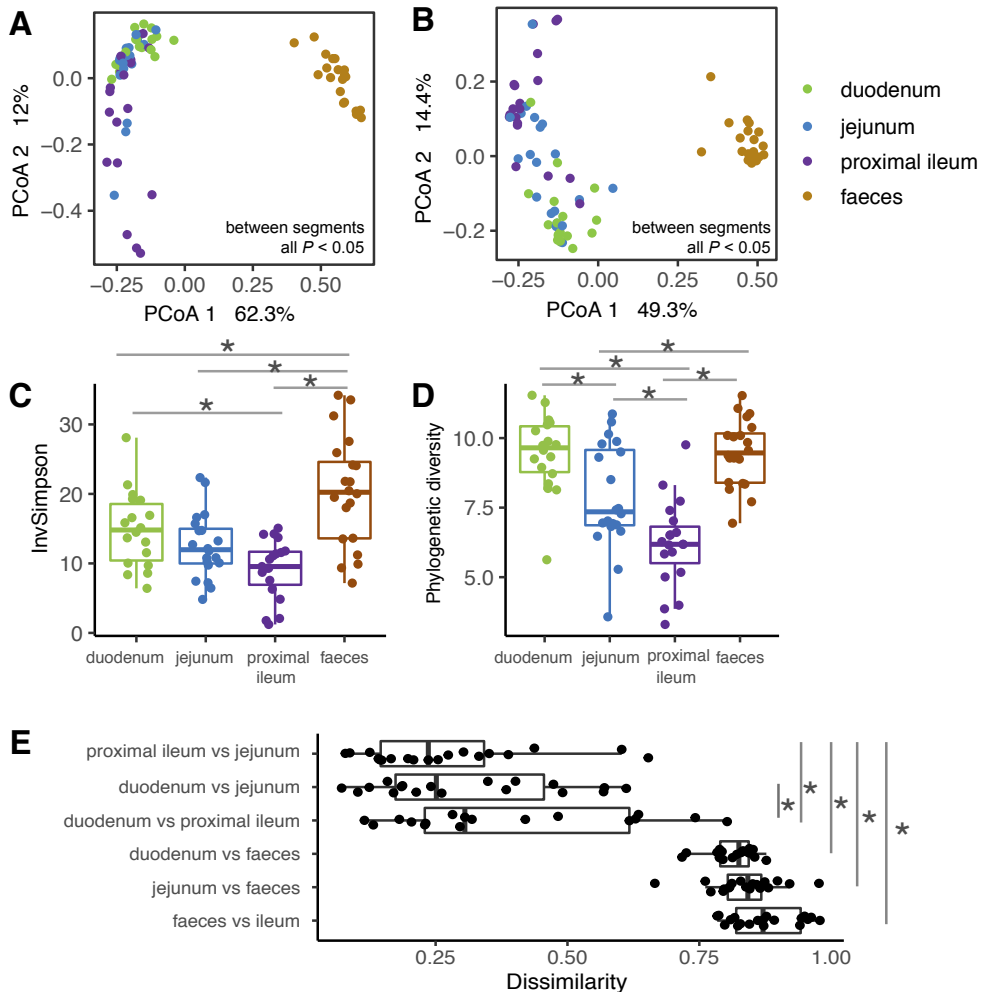 A
PCoA 2 12%
0.0
−0.2
−0.4
between segments
all P < 0.05
−0.25 0.00 0.25 0.50
PCoA 1 62.3%
B
PCoA 2 14.4%
0.2
0.0
−0.2
between segments
all P < 0.05
−0.25 0.00 0.25 0.50
PCoA 1 49.3%
duodenum
jejunum
proximal ileum
faeces
C
* * * *
InvSimpson
30
20
10
0
duodenum jejunum proximal faeces
ileum
D
* * * * *
Phylogenetic diversity
10.0
7.5
5.0
duodenum jejunum proximal faeces
ileum
E
proximal ileum vs jejunum
duodenum vs jejunum
duodenum vs proximal ileum
duodenum vs faeces
jejunum vs faeces
faeces vs ileum
* * * * *
0.25 0.50 0.75 1.00
Dissimilarity